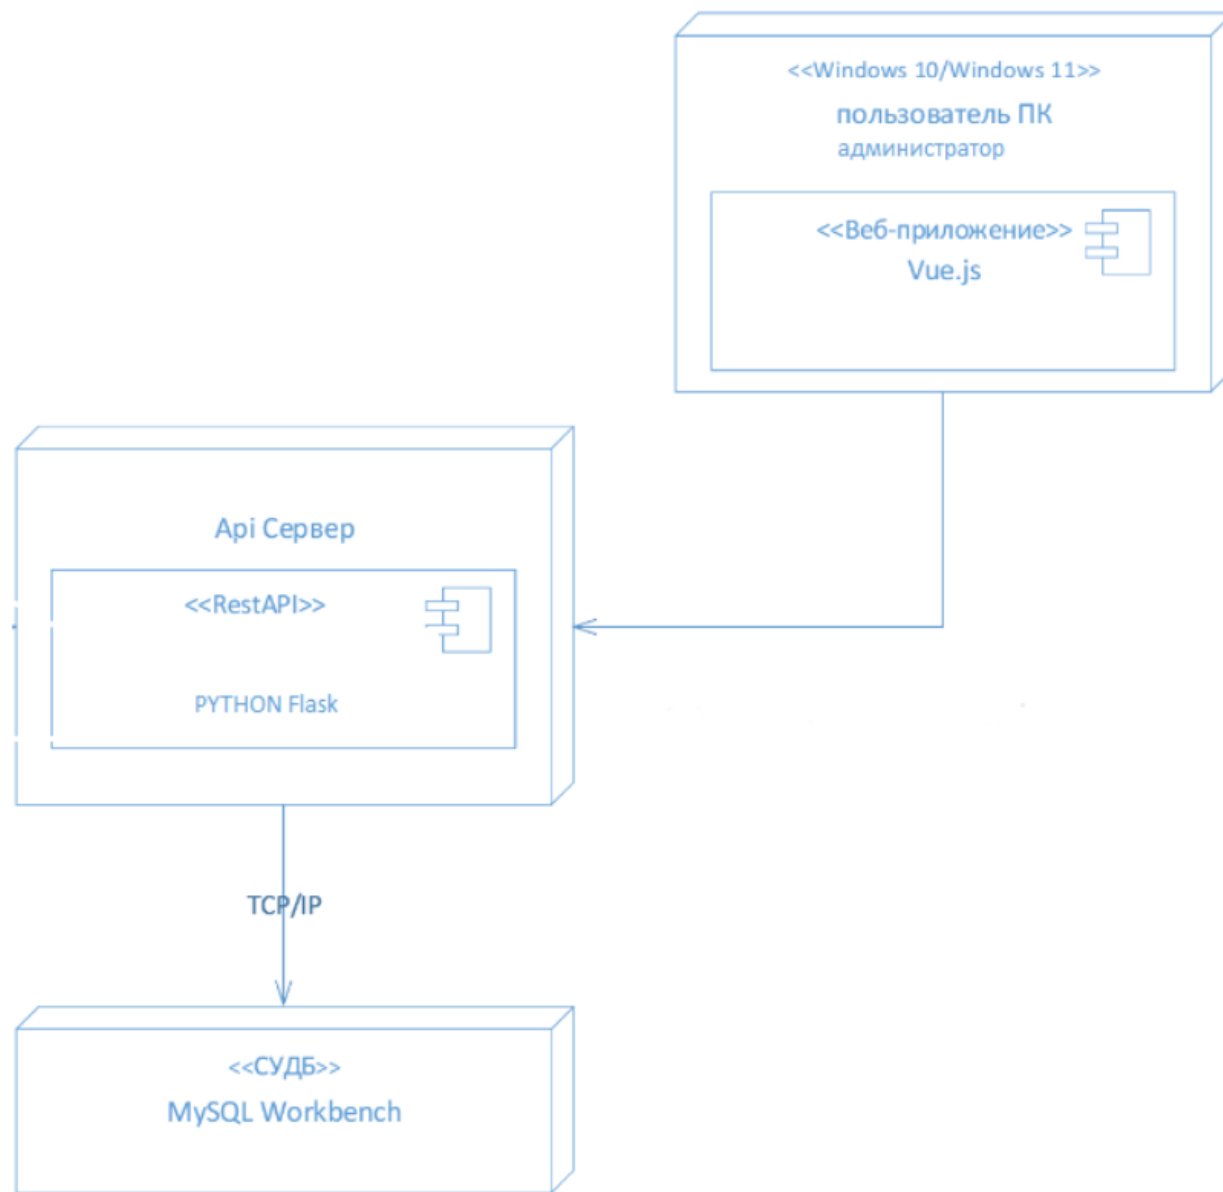 <<Windows 10/Windows 11>>
пользователь ПК
администратор
<<Веб-приложение>>
Vue.js
Api Сервер
<<RestAPI>>
PYTHON Flask
TCP/IP
<<СУДБ>>
MySQL Workbench